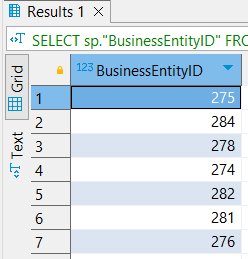 Results 1
SELECT sp."BusinessEntityID" FRO
Grid
Text
123 BusinessEntityID
1 275
2 284
3 278
4 274
5 282
6 281
7 276